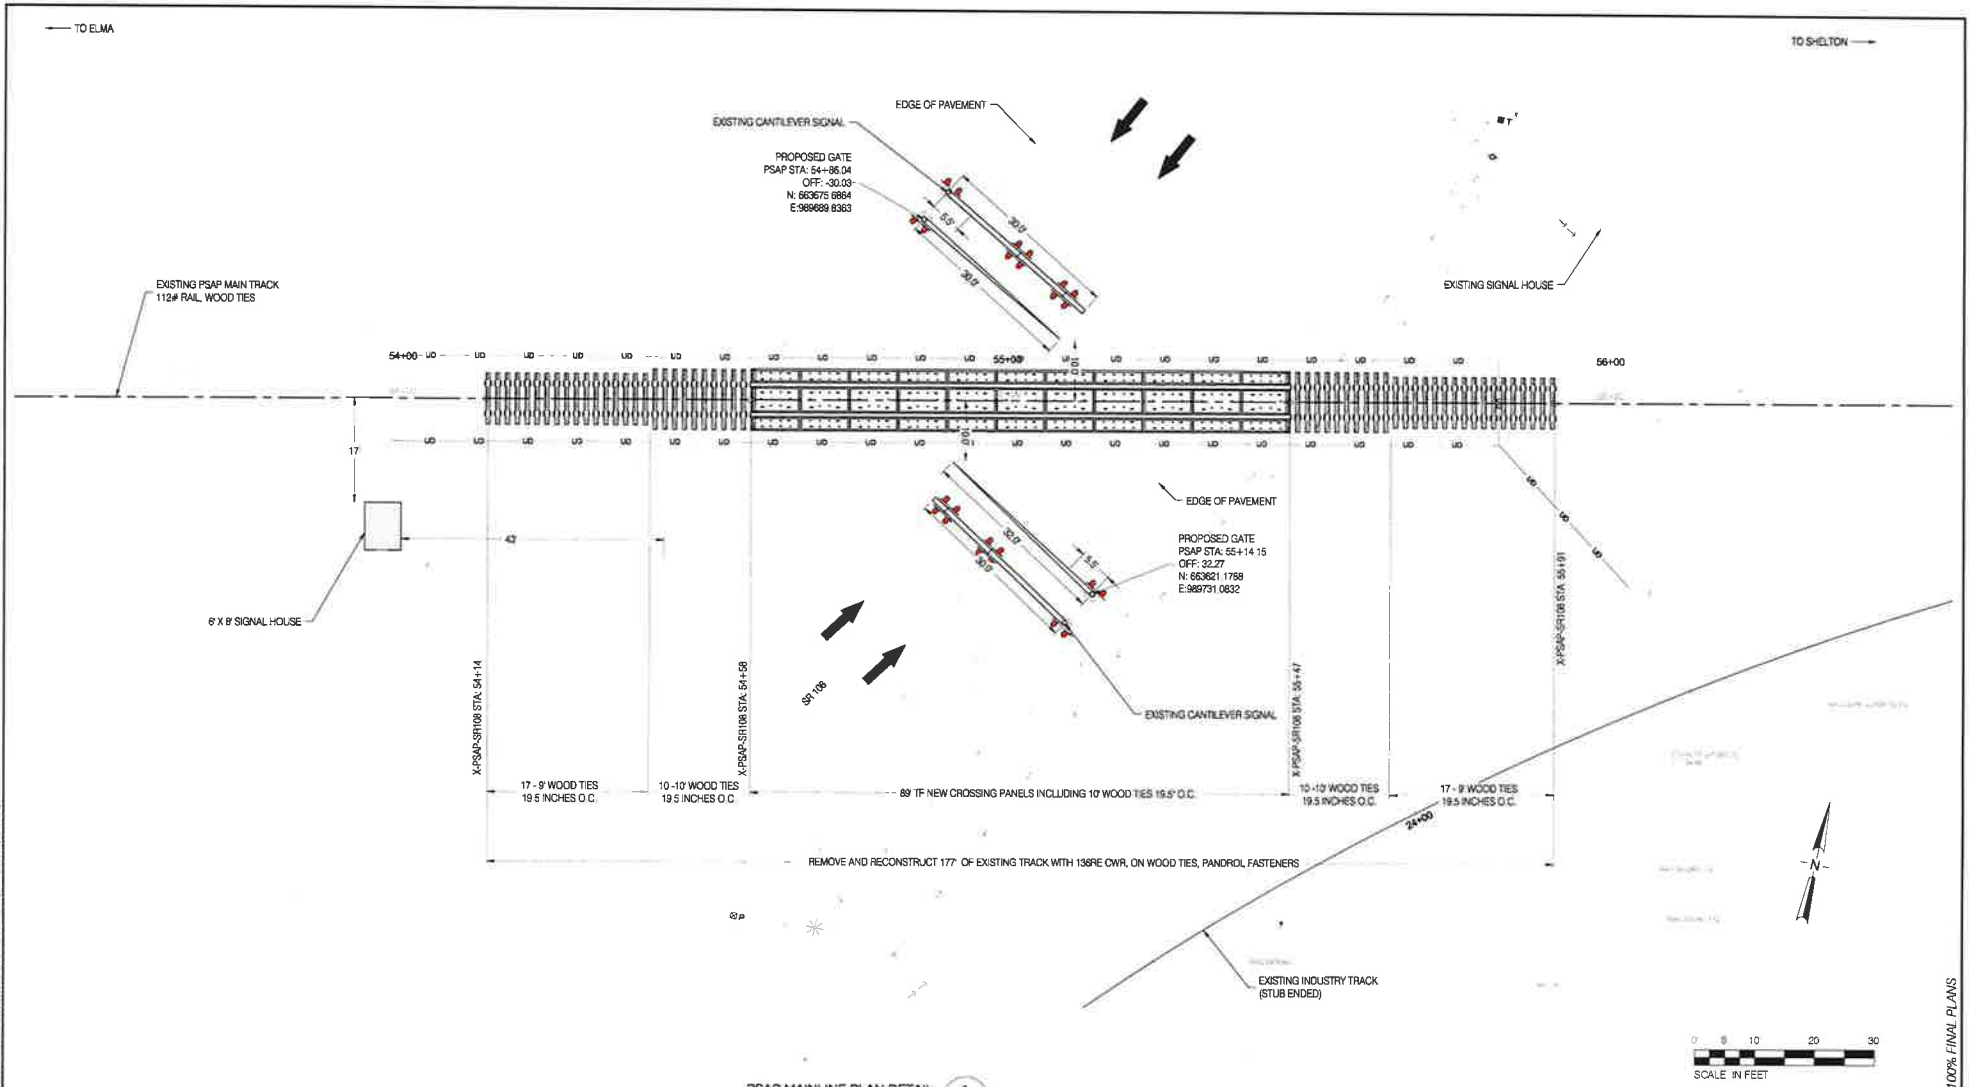 TO ELMA
TO SHELTON
EDGE OF PAVEMENT
EXISTING CANTILEVER SIGNAL
PROPOSED GATE
PSAP STA: 54+86.04
OFF: -30.03
N: 663675.6864
E:989689.8363
5.5'
30.0'
30.0'
EXISTING SIGNAL HOUSE
EXISTING PSAP MAIN TRACK
112# RAIL, WOOD TIES
54+00
55+00
56+00
10.0'
10.0'
17'
43'
6' X 8' SIGNAL HOUSE
EDGE OF PAVEMENT
PROPOSED GATE
PSAP STA: 55+14.15
OFF: 32.27
N: 663621.1768
E:989731.0832
32.0'
5.5'
30.0'
SR 108
EXISTING CANTILEVER SIGNAL
X-PSAP-SR108 STA: 54+14
X-PSAP-SR108 STA: 54+58
X-PSAP-SR108 STA: 55+47
X-PSAP-SR108 STA: 55+91
17 - 9' WOOD TIES
19.5 INCHES O.C.
10 -10' WOOD TIES
19.5 INCHES O.C.
89' TF NEW CROSSING PANELS INCLUDING 10' WOOD TIES 19.5" O.C.
10 -10' WOOD TIES
19.5 INCHES O.C.
17 - 9' WOOD TIES
19.5 INCHES O.C.
24+00
REMOVE AND RECONSTRUCT 177' OF EXISTING TRACK WITH 136RE CWR, ON WOOD TIES, PANDROL FASTENERS
P
N
EXISTING INDUSTRY TRACK
(STUB ENDED)
0 5 10 20 30
SCALE IN FEET
100% FINAL PLANS
PSAP MAINLINE PLAN DETAIL